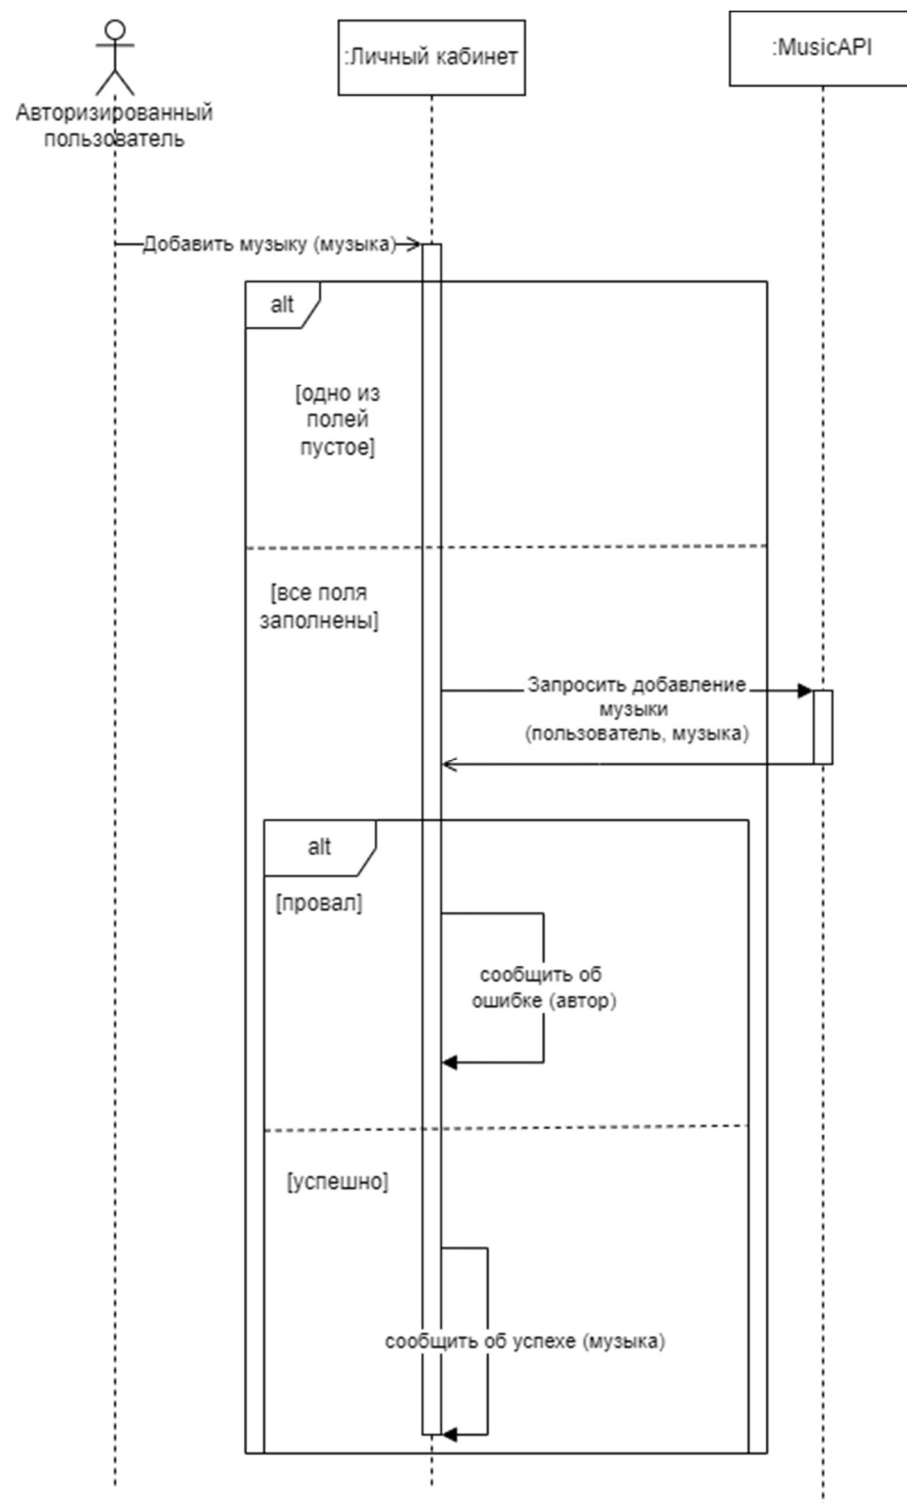 Авторизированный
пользователь
:Личный кабинет
:MusicAPI
Добавить музыку (музыка)
alt
[одно из
полей
пустое]
[все поля
заполнены]
Запросить добавление
музыки
(пользователь, музыка)
alt
[провал]
сообщить об
ошибке (автор)
[успешно]
сообщить об успехе (музыка)